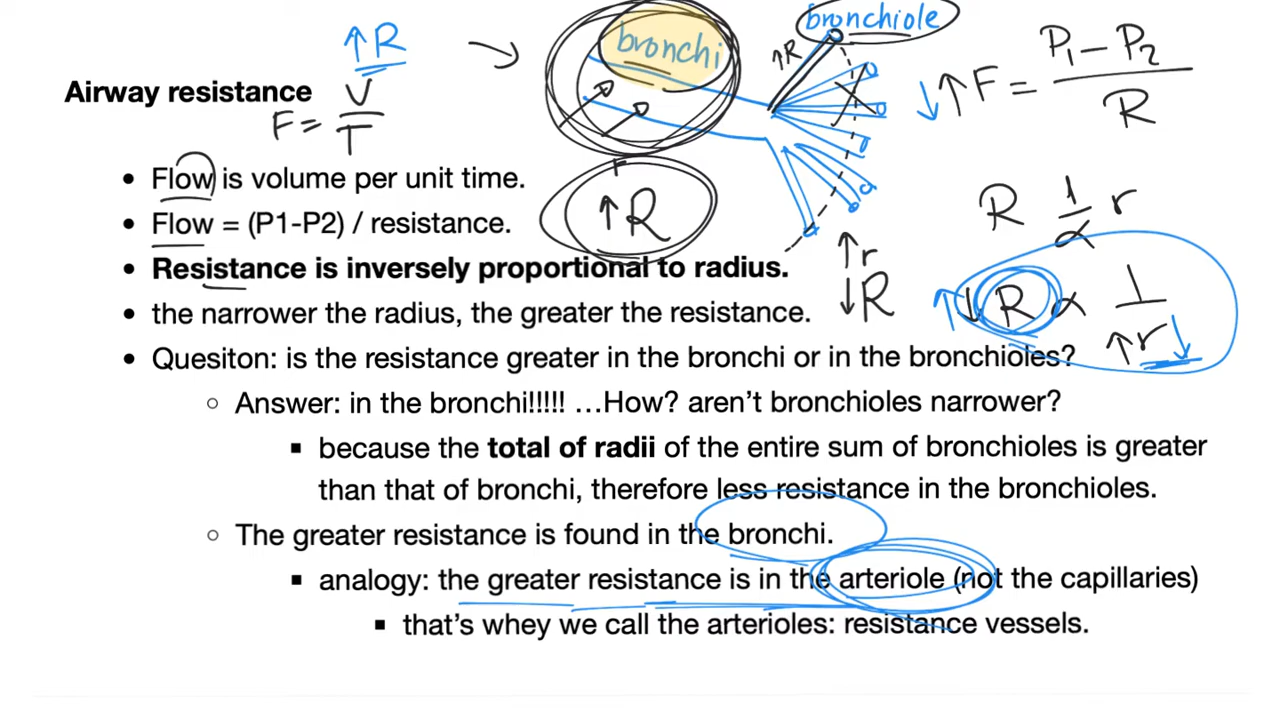 ↑R → bronchi bronchiole
↑R
F = P1 – P2 / R
↓↑F = P₁ – P₂ / R
Airway resistance
F = V / T
• Flow is volume per unit time.
• Flow = (P1-P2) / resistance.
↑R
R 1/∝ r
• Resistance is inversely proportional to radius.
↑r
↓R
↑↓R ∝ 1 / ↑r↓
• the narrower the radius, the greater the resistance.
• Quesiton: is the resistance greater in the bronchi or in the bronchioles?
◦ Answer: in the bronchi!!!!! …How? aren't bronchioles narrower?
▪ because the total of radii of the entire sum of bronchioles is greater
than that of bronchi, therefore less resistance in the bronchioles.
◦ The greater resistance is found in the bronchi.
▪ analogy: the greater resistance is in the arteriole (not the capillaries)
▪ that's whey we call the arterioles: resistance vessels.